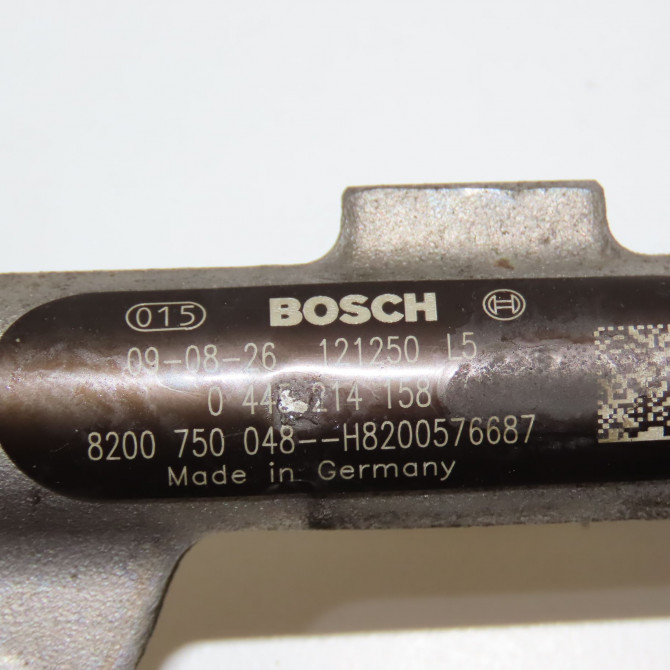 015 BOSCH
09-08-26 121250 L5
0 214 158
8200 750 048--H8200576687
Made in Germany